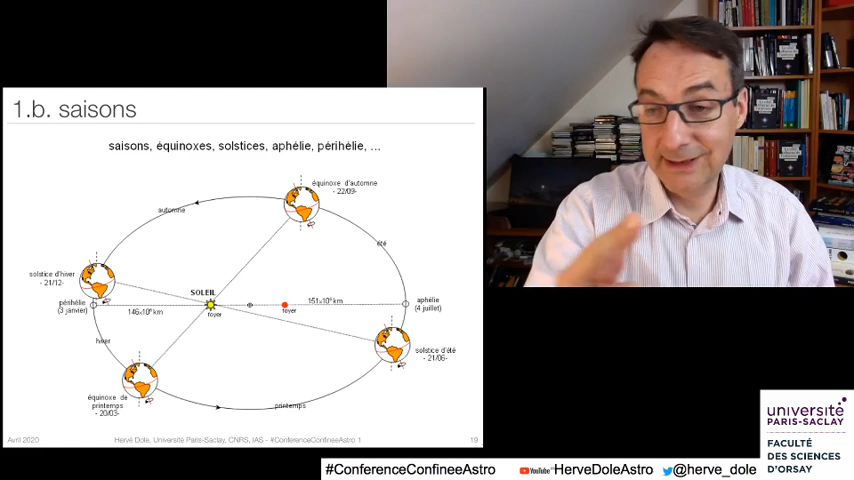 1.b. saisons
saisons, équinoxes, solstices, aphélie, périhélie, ...
équinoxe d'automne
- 22/09-
automne
été
solstice d'hiver
- 21/12-
SOLEIL
périhélie
(3 janvier)
146x10⁶ km
foyer
foyer
151x10⁶ km
aphélie
(4 juillet)
hiver
solstice d'été
- 21/06-
équinoxe de
printemps
- 20/03-
printemps
Avril 2020
Hervé Dole, Université Paris-Saclay, CNRS, IAS - #ConferenceConfineeAstro 1
19
université
PARIS-SACLAY
FACULTÉ
DES SCIENCES
D'ORSAY
#ConferenceConfineeAstro
YouTube
HerveDoleAstro
@herve_dole